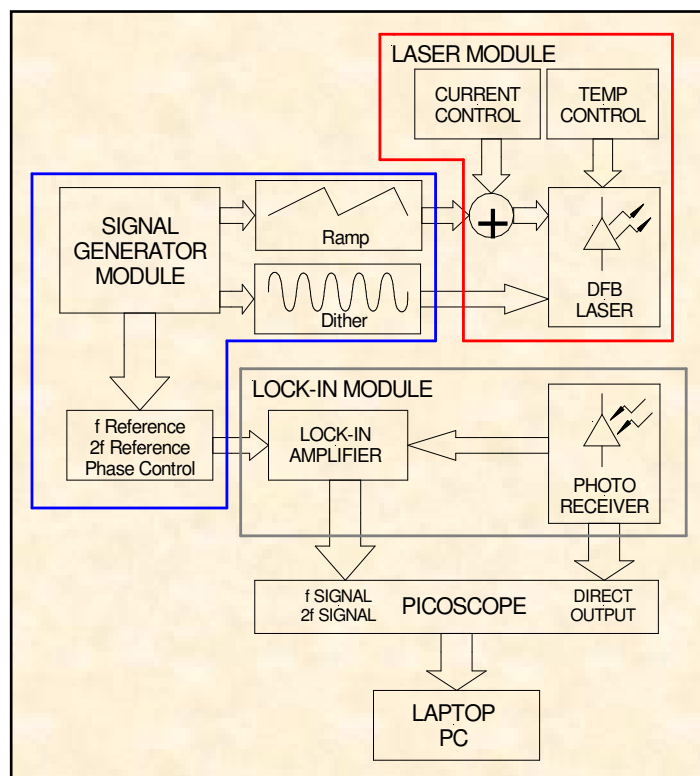 LASER MODULE
CURRENT
CONTROL
TEMP
CONTROL
SIGNAL
GENERATOR
MODULE
Ramp
+
Dither
DFB
LASER
LOCK-IN MODULE
f Reference
2f Reference
Phase Control
LOCK-IN
AMPLIFIER
PHOTO
RECEIVER
f SIGNAL
2f SIGNAL
PICOSCOPE
DIRECT
OUTPUT
LAPTOP
PC